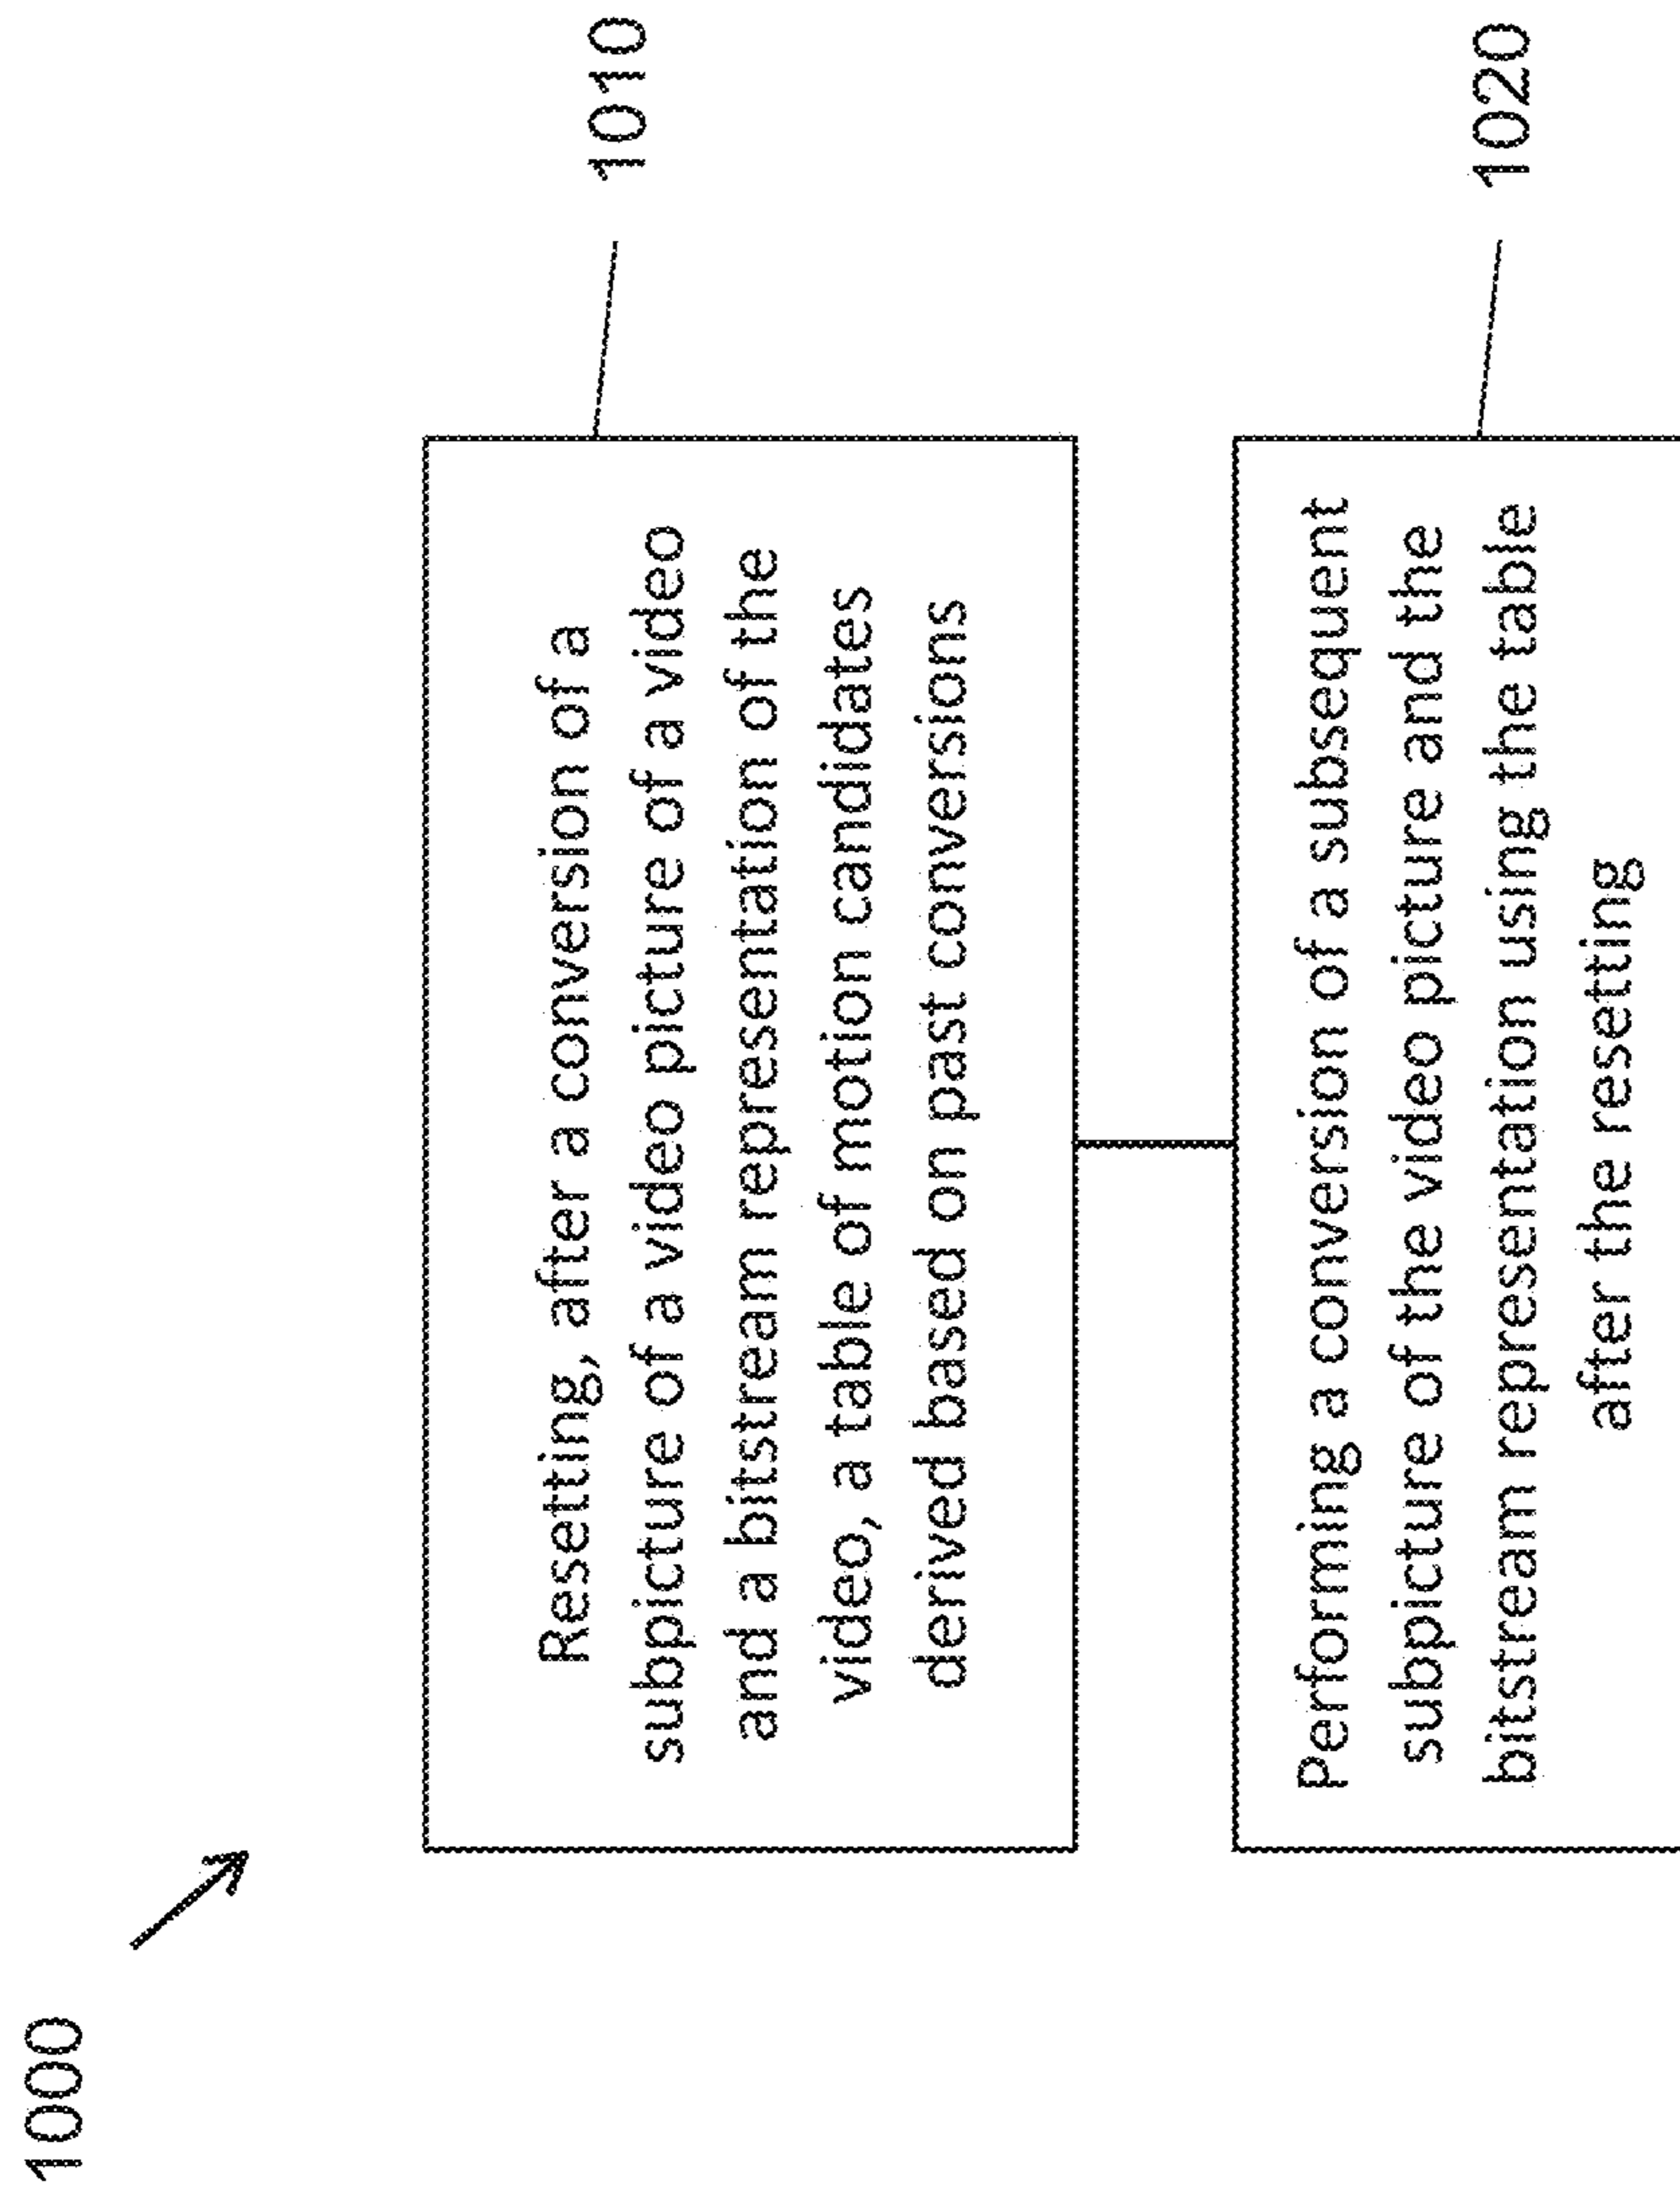 1000
Resetting, after a conversion of a
subpicture of a video picture of a video
and a bitstream representation of the
video, a table of motion candidates
derived based on past conversions
1010
Performing a conversion of a subsequent
subpicture of the video picture and the
bitstream representation using the table
after the resetting
1020